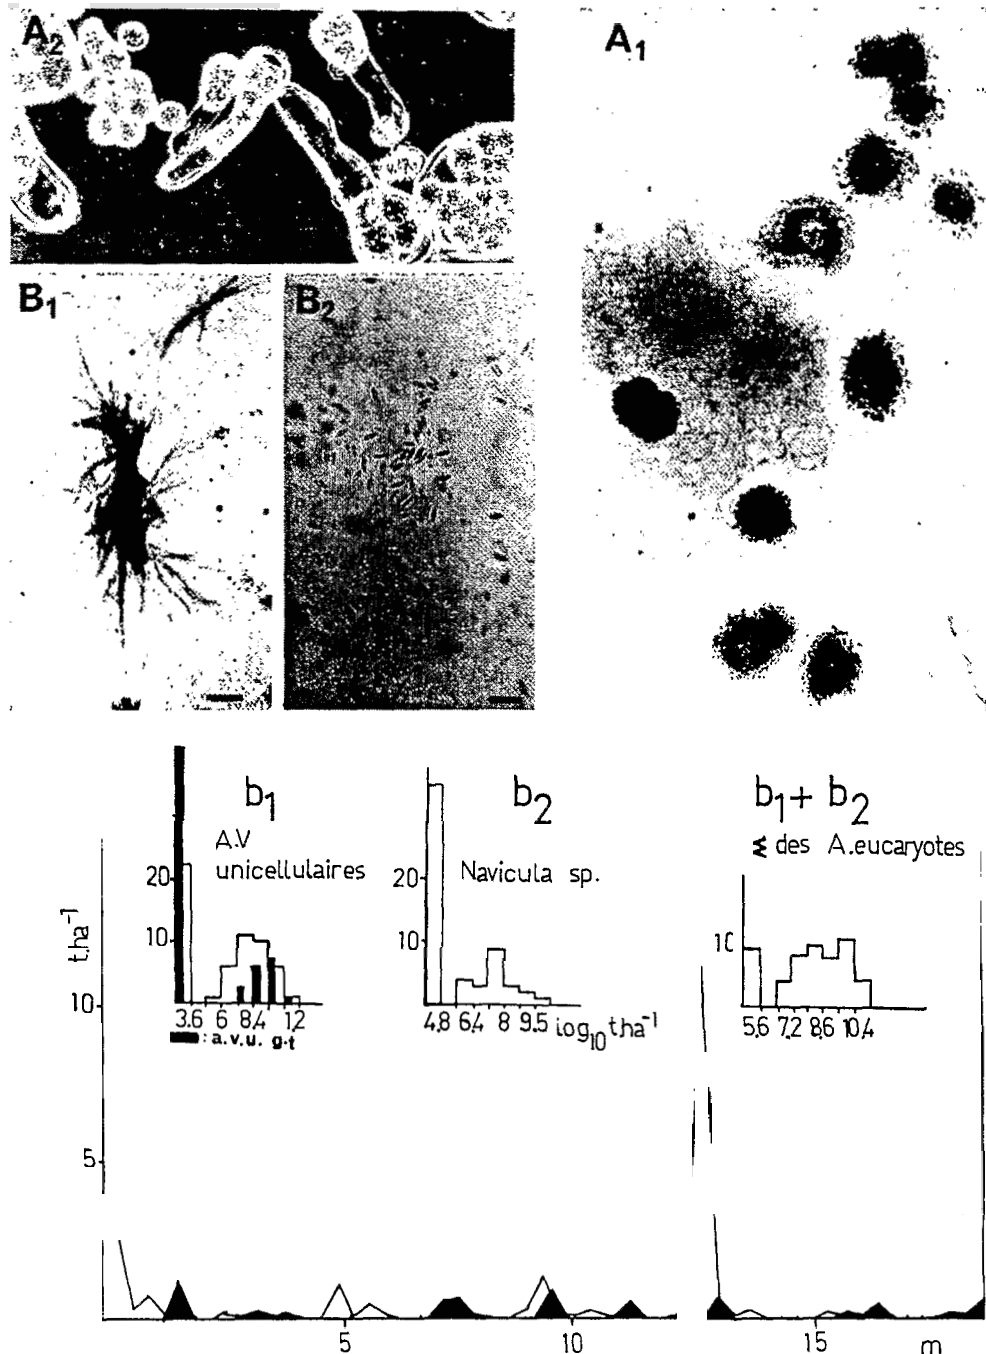 A2
A1
B1
B2
b1
A.V
unicellulaires
20
10
3.6 6 8,4 1,2
: a.v.u. g.t
b2
Navicula sp.
20
10
4,8 6,4 8 9.5 log10 t.ha-1
b1+ b2
des A.eucaryotes
10
5,6 7,2 8,6 10,4
t.ha-1
10
5
5 10 15 m